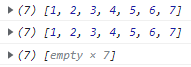 ▶ (7) [1, 2, 3, 4, 5, 6, 7]
▶ (7) [1, 2, 3, 4, 5, 6, 7]
▶ (7) [empty × 7]